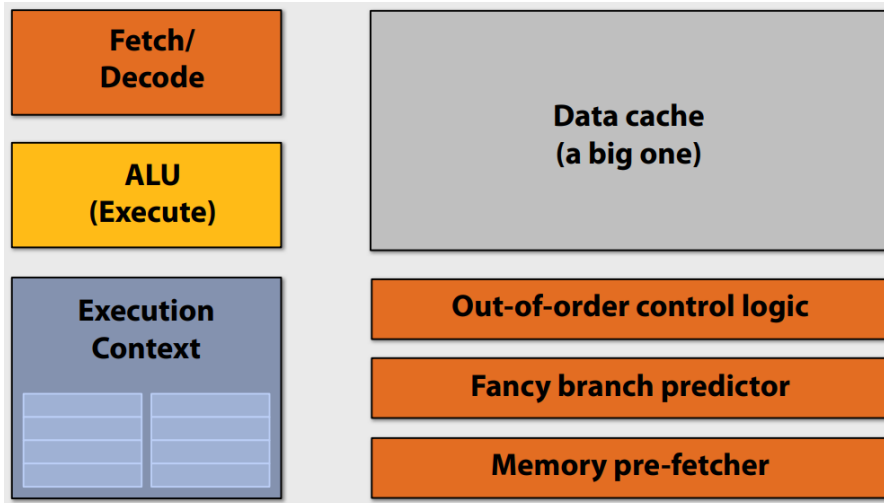 Fetch/
Decode
ALU
(Execute)
Execution
Context
Data cache
(a big one)
Out-of-order control logic
Fancy branch predictor
Memory pre-fetcher